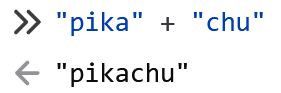 >> "pika" + "chu"
← "pikachu"